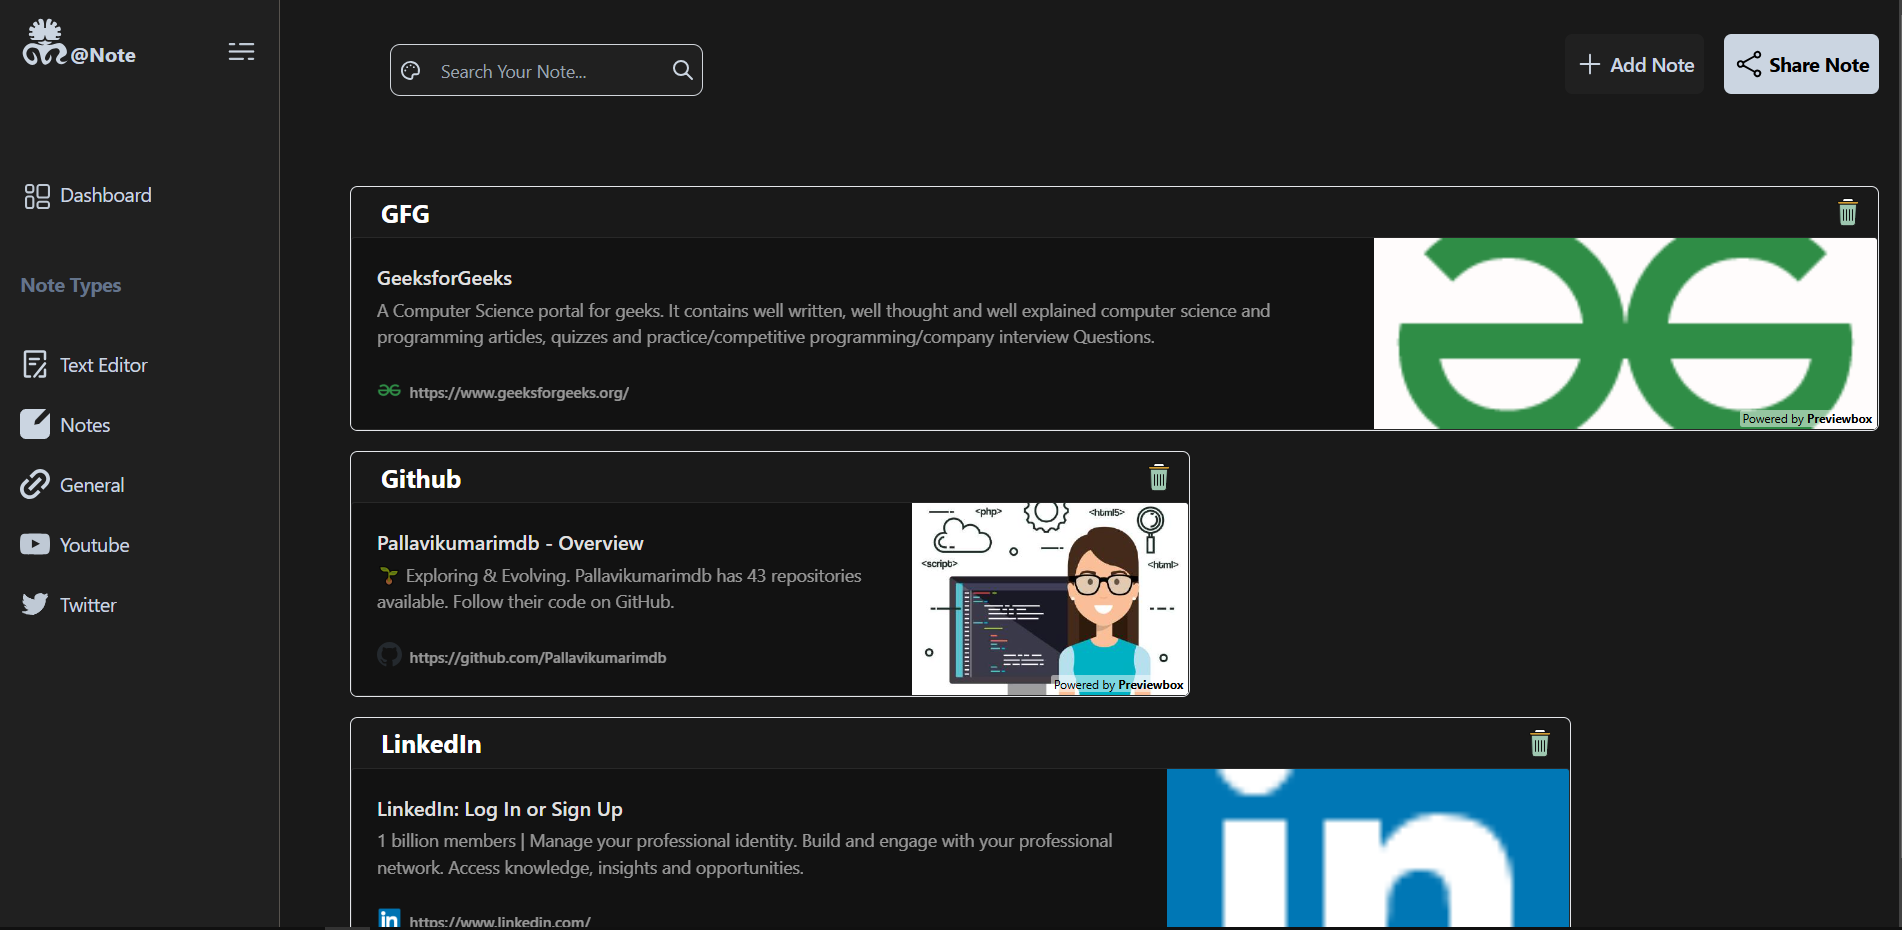 @Note
Search Your Note...
Add Note
Share Note
Dashboard
Note Types
Text Editor
Notes
General
Youtube
Twitter
GFG
GeeksforGeeks
A Computer Science portal for geeks. It contains well written, well thought and well explained computer science and
programming articles, quizzes and practice/competitive programming/company interview Questions.
https://www.geeksforgeeks.org/
Powered by Previewbox
Github
Pallavikumarimdb - Overview
🌱 Exploring & Evolving. Pallavikumarimdb has 43 repositories
available. Follow their code on GitHub.
https://github.com/Pallavikumarimdb
<php>
<html5>
<script>
<html>
Powered by Previewbox
LinkedIn
LinkedIn: Log In or Sign Up
1 billion members | Manage your professional identity. Build and engage with your professional
network. Access knowledge, insights and opportunities.
in
https://www.linkedin.com/
in